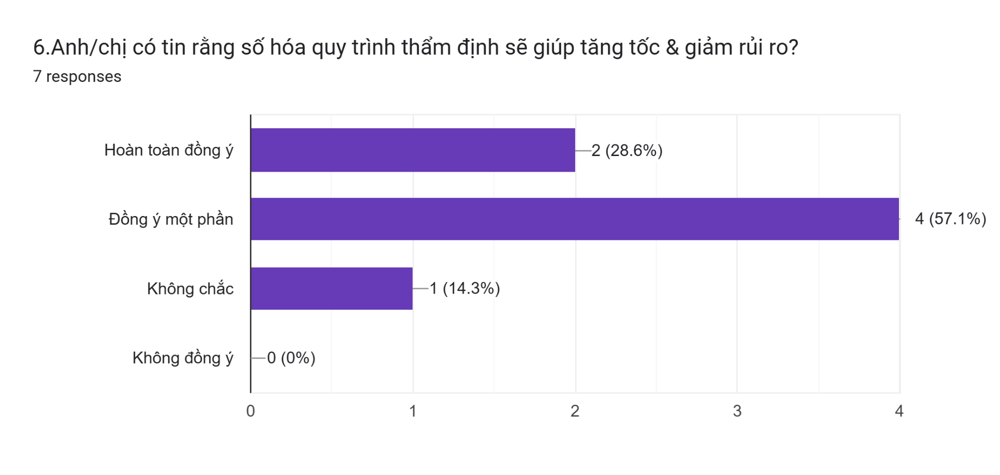 6.Anh/chị có tin rằng số hóa quy trình thẩm định sẽ giúp tăng tốc & giảm rủi ro?
7 responses
Hoàn toàn đồng ý
2 (28.6%)
Đồng ý một phần
4 (57.1%)
Không chắc
1 (14.3%)
Không đồng ý
0 (0%)
0 1 2 3 4